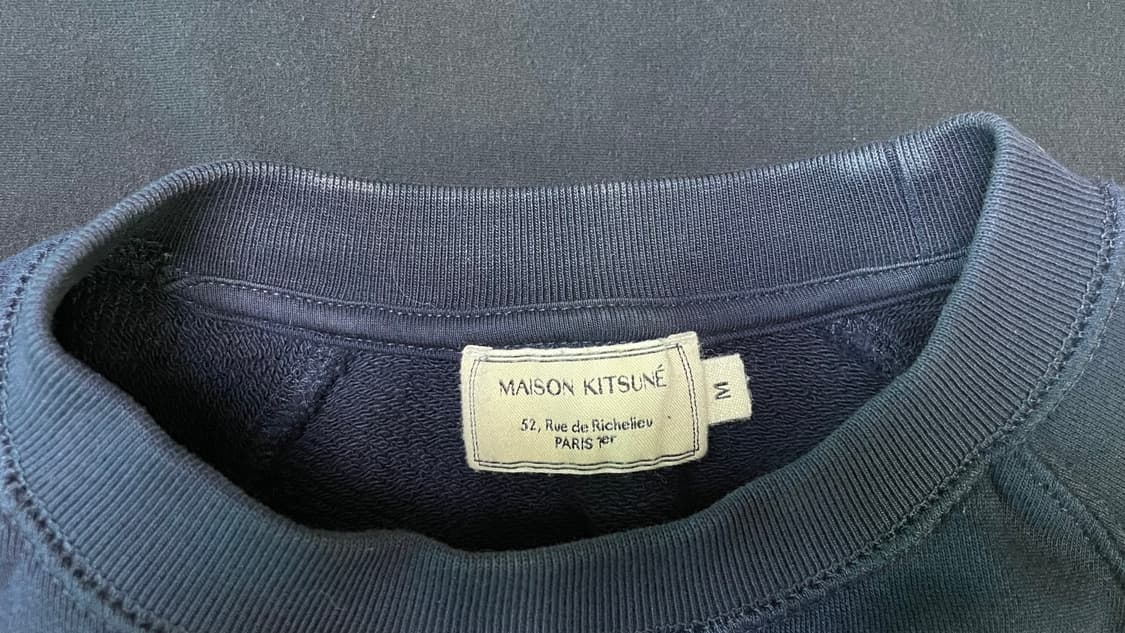 MAISON KITSUNÉ
52, Rue de Richelieu
PARIS 1er
M